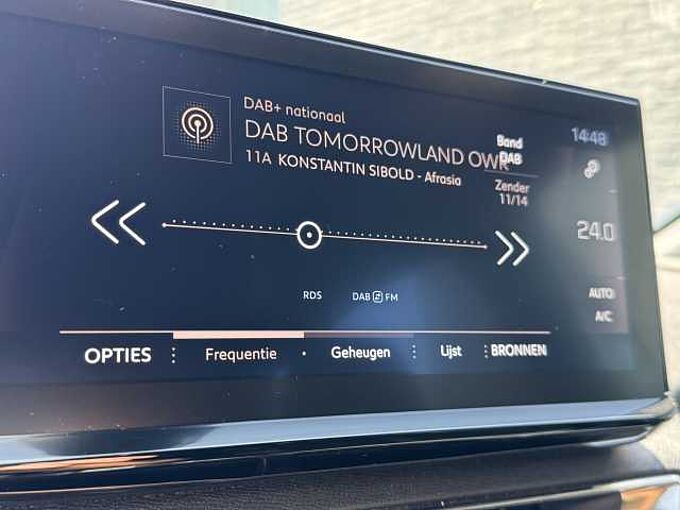 DAB+ nationaal
DAB TOMORROWLAND OWR
11A KONSTANTIN SIBOLD - Afrasia
Band
DAB
Zender
11/14
14:48
24.0
AUTO
A/C
RDS
DAB FM
OPTIES
Frequentie
Geheugen
Lijst
BRONNEN